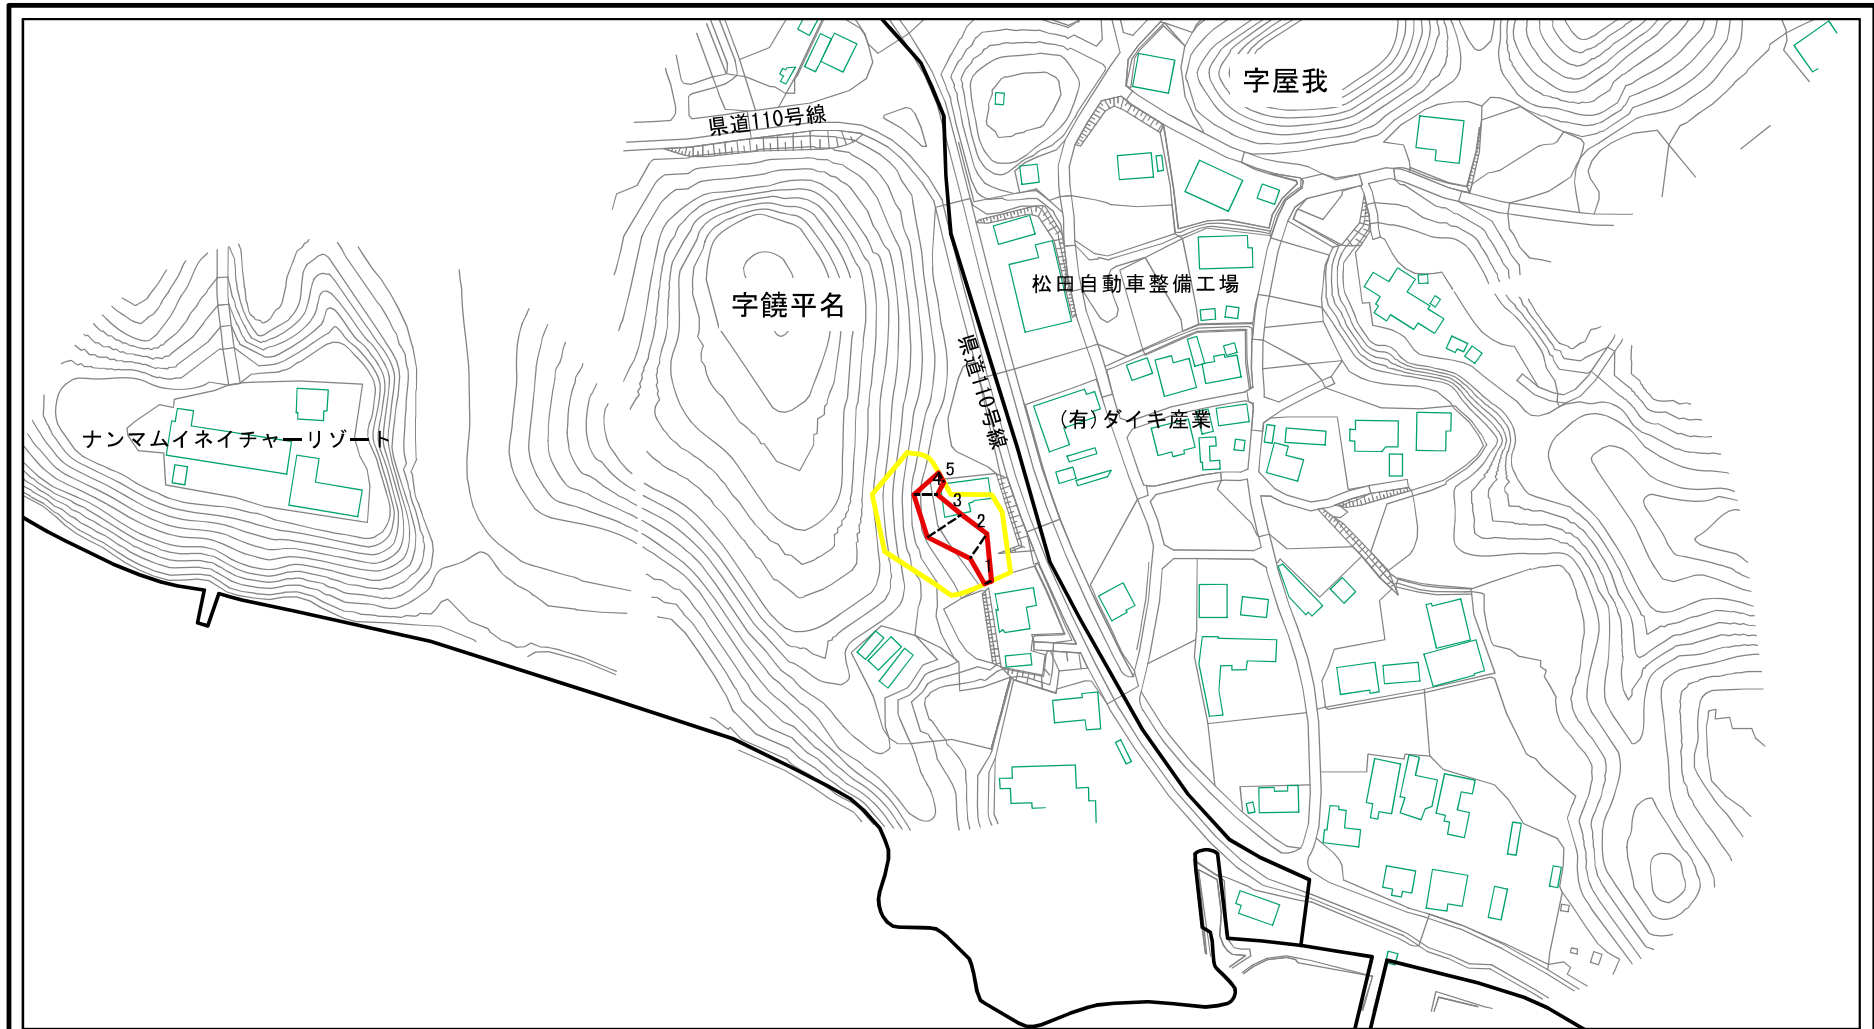 字屋我
県道110号線
松田自動車整備工場
字饒平名
県道110号線
(有)ダイキ産業
ナンマムイネイチャーリゾート
5
4
3
2
1